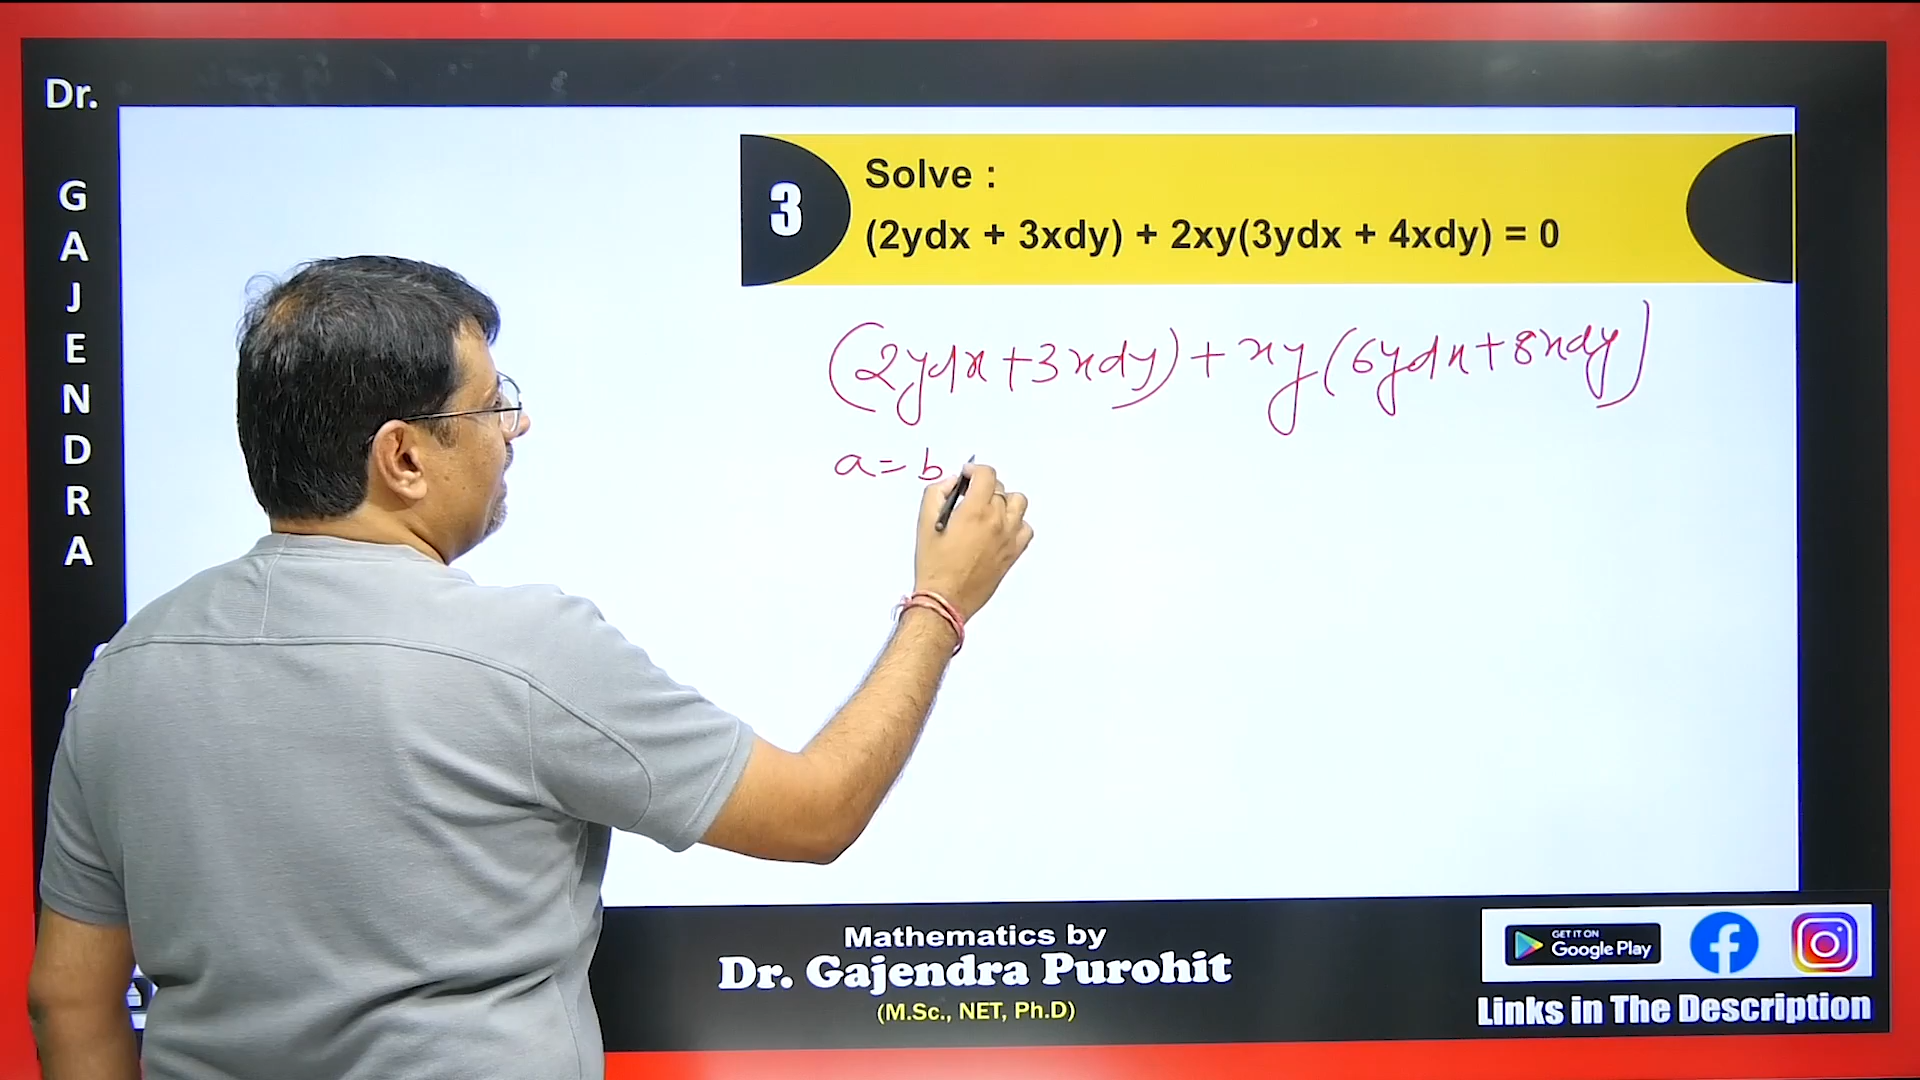 Dr.
GAJENDRA
3
Solve :
(2ydx + 3xdy) + 2xy(3ydx + 4xdy) = 0
(2ydx+3xdy)+xy(6ydx+8xdy)
a=b
Mathematics by
Dr. Gajendra Purohit
(M.Sc., NET, Ph.D)
GET IT ON
Google Play
Links in The Description